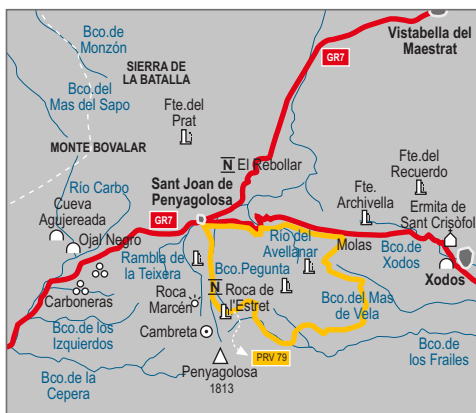 Bco.de
Monzón
Vistabella del
Maestrat
SIERRA DE
LA BATALLA
GR7
Bco.del
Mas del Sapo
Fte.del
Prat
MONTE BOVALAR
N El Rebollar
Fte.del
Recuerdo
Río Carbo
Sant Joan de
Penyagolosa
Fte.
Archivella
Ermita de
Sant Crisòfol
Cueva
Agujereada
GR7
Ojal Negro
Río del
Avellanar
Molas
Bco.de
Xodos
Rambla de
la Teixera
Bco.Pegunta
Xodos
Carboneras
Roca
Marcén
N Roca de
l'Estret
Bco.del Mas
de Vela
Bco.de los
Izquierdos
Cambreta
Bco.de
los Frailes
Bco.de la
Cepera
Penyagolosa
1813
PRV 79